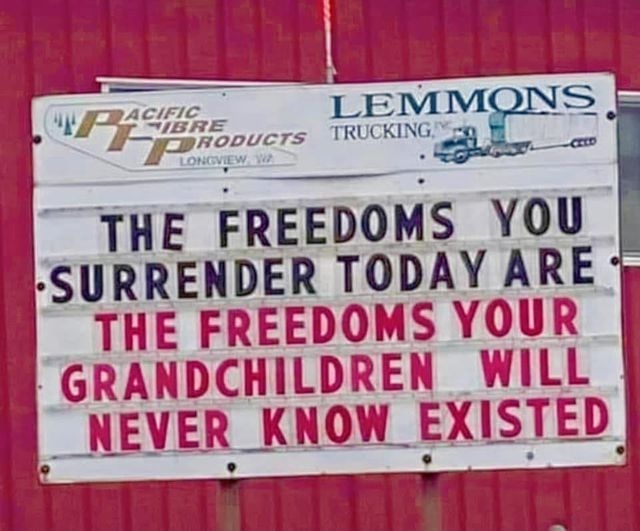 PACIFIC
FIBRE
PRODUCTS
LONGVIEW, WA.
LEMMONS
TRUCKING, INC
THE FREEDOMS YOU
SURRENDER TODAY ARE
THE FREEDOMS YOUR
GRANDCHILDREN WILL
NEVER KNOW EXISTED